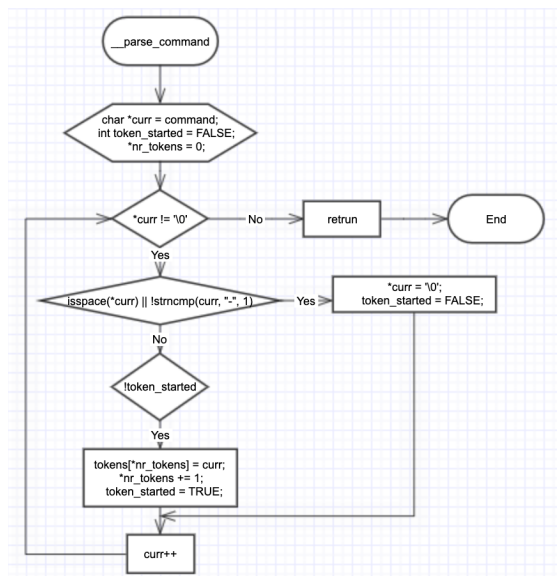 __parse_command
char *curr = command;
int token_started = FALSE;
*nr_tokens = 0;
*curr != '\0'
No
retrun
End
Yes
isspace(*curr) || !strncmp(curr, "-", 1)
Yes
*curr = '\0';
token_started = FALSE;
No
!token_started
Yes
tokens[*nr_tokens] = curr;
*nr_tokens += 1;
token_started = TRUE;
curr++